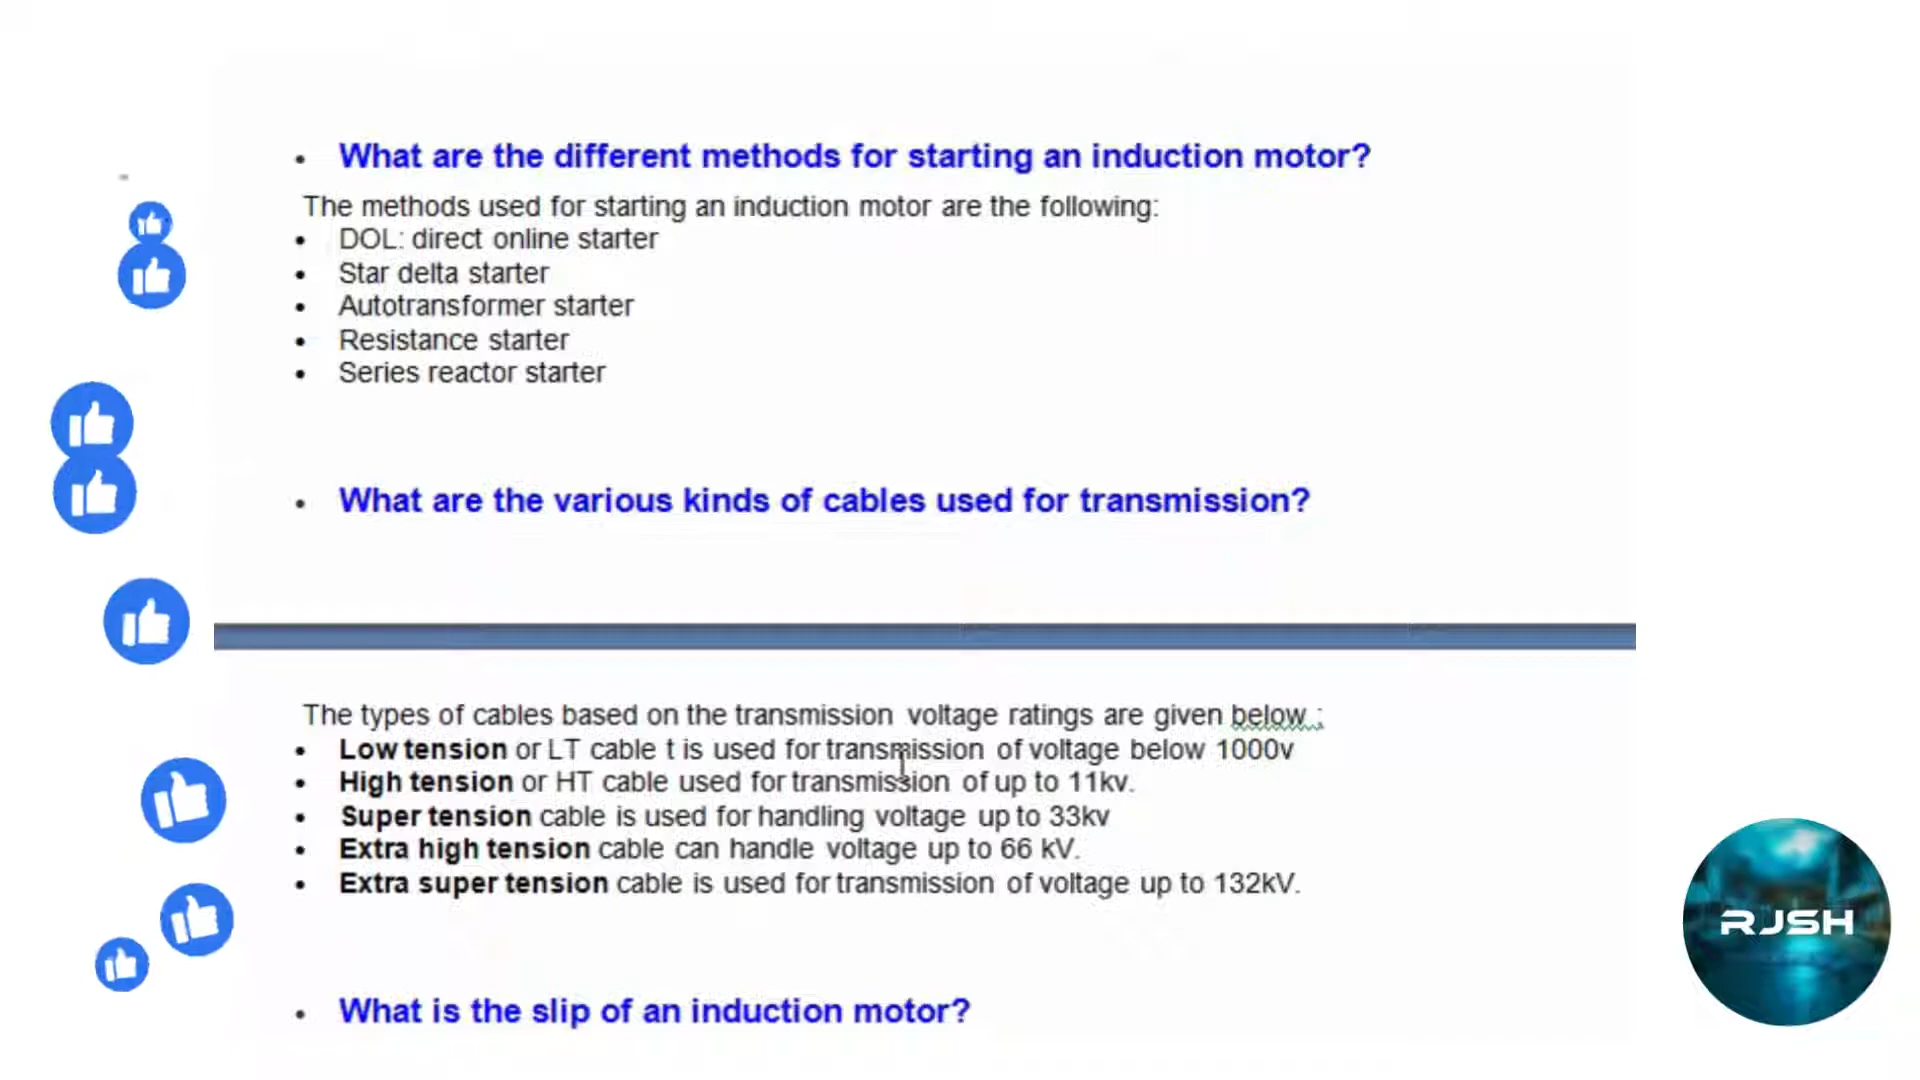 What are the different methods for starting an induction motor?
The methods used for starting an induction motor are the following:
DOL: direct online starter
Star delta starter
Autotransformer starter
Resistance starter
Series reactor starter
What are the various kinds of cables used for transmission?
The types of cables based on the transmission voltage ratings are given below :
Low tension or LT cable t is used for transmission of voltage below 1000v
High tension or HT cable used for transmission of up to 11kv.
Super tension cable is used for handling voltage up to 33kv
Extra high tension cable can handle voltage up to 66 kV.
Extra super tension cable is used for transmission of voltage up to 132kV.
RJSH
What is the slip of an induction motor?